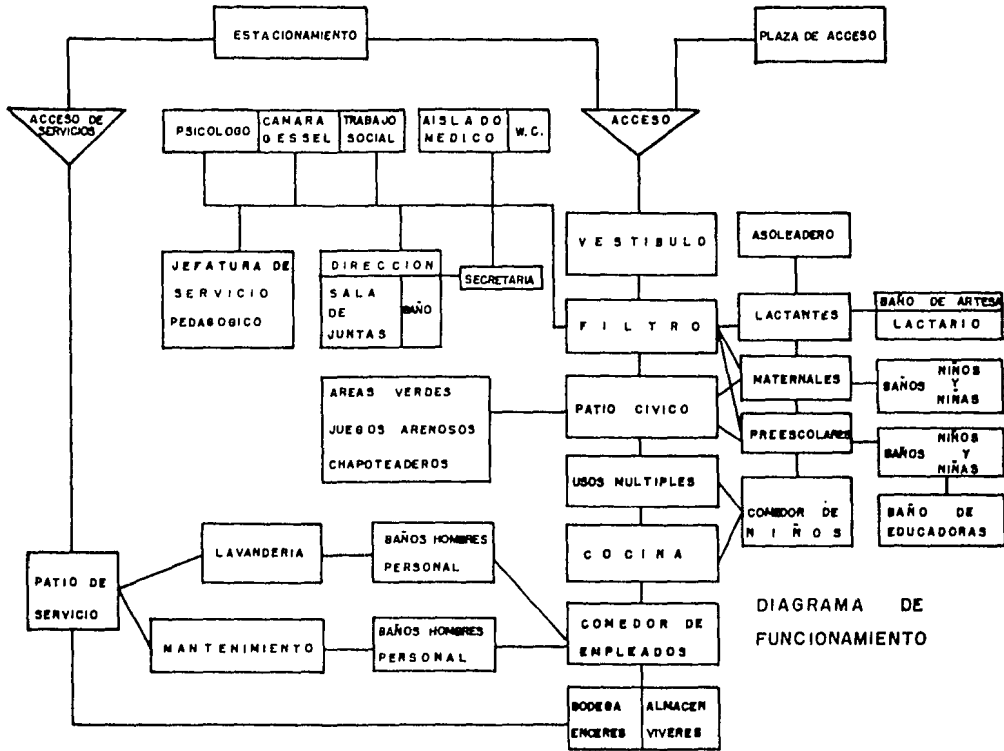 ESTACIONAMIENTO
PLAZA DE ACCESO
ACCESO DE
SERVICIOS
PSICOLOGO
CAMARA
GESSEL
TRABAJO
SOCIAL
AISLADO
MEDICO
W.C.
ACCESO
VESTIBULO
ASOLEADERO
JEFATURA DE
SERVICIO
PEDAGOGICO
DIRECCION
SALA
DE
JUNTAS
BAÑO
SECRETARIA
FILTRO
LACTANTES
BAÑO DE ARTESA
LACTARIO
MATERNALES
BAÑOS
NIÑOS
Y
NIÑAS
AREAS VERDES
JUEGOS ARENOSOS
CHAPOTEADEROS
PATIO CIVICO
PREESCOLARES
BAÑOS
NIÑOS
Y
NIÑAS
USOS MULTIPLES
COMEDOR DE
NIÑOS
BAÑO DE
EDUCADORAS
LAVANDERIA
BAÑOS HOMBRES
PERSONAL
COCINA
PATIO DE
SERVICIO
MANTENIMIENTO
BAÑOS HOMBRES
PERSONAL
COMEDOR DE
EMPLEADOS
DIAGRAMA DE
FUNCIONAMIENTO
BODEGA
ENCERES
ALMACEN
VIVERES